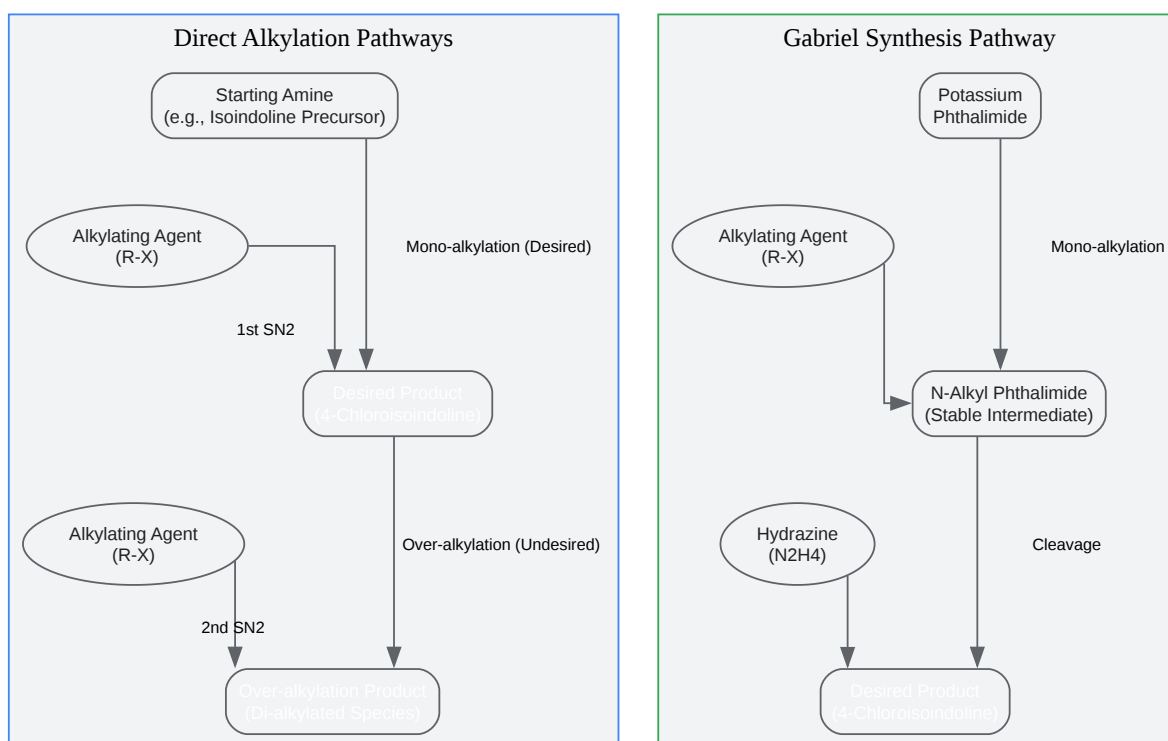 Direct Alkylation Pathways
Starting Amine
(e.g., Isoindoline Precursor)
Alkylating Agent
(R-X)
Mono-alkylation (Desired)
1st SN2
Desired Product
(4-Chloroisoindoline)
Alkylating Agent
(R-X)
Over-alkylation (Undesired)
2nd SN2
Over-alkylation Product
(Di-alkylated Species)
Gabriel Synthesis Pathway
Potassium
Phthalimide
Alkylating Agent
(R-X)
Mono-alkylation
N-Alkyl Phthalimide
(Stable Intermediate)
Hydrazine
(N2H4)
Cleavage
Desired Product
(4-Chloroisoindoline)